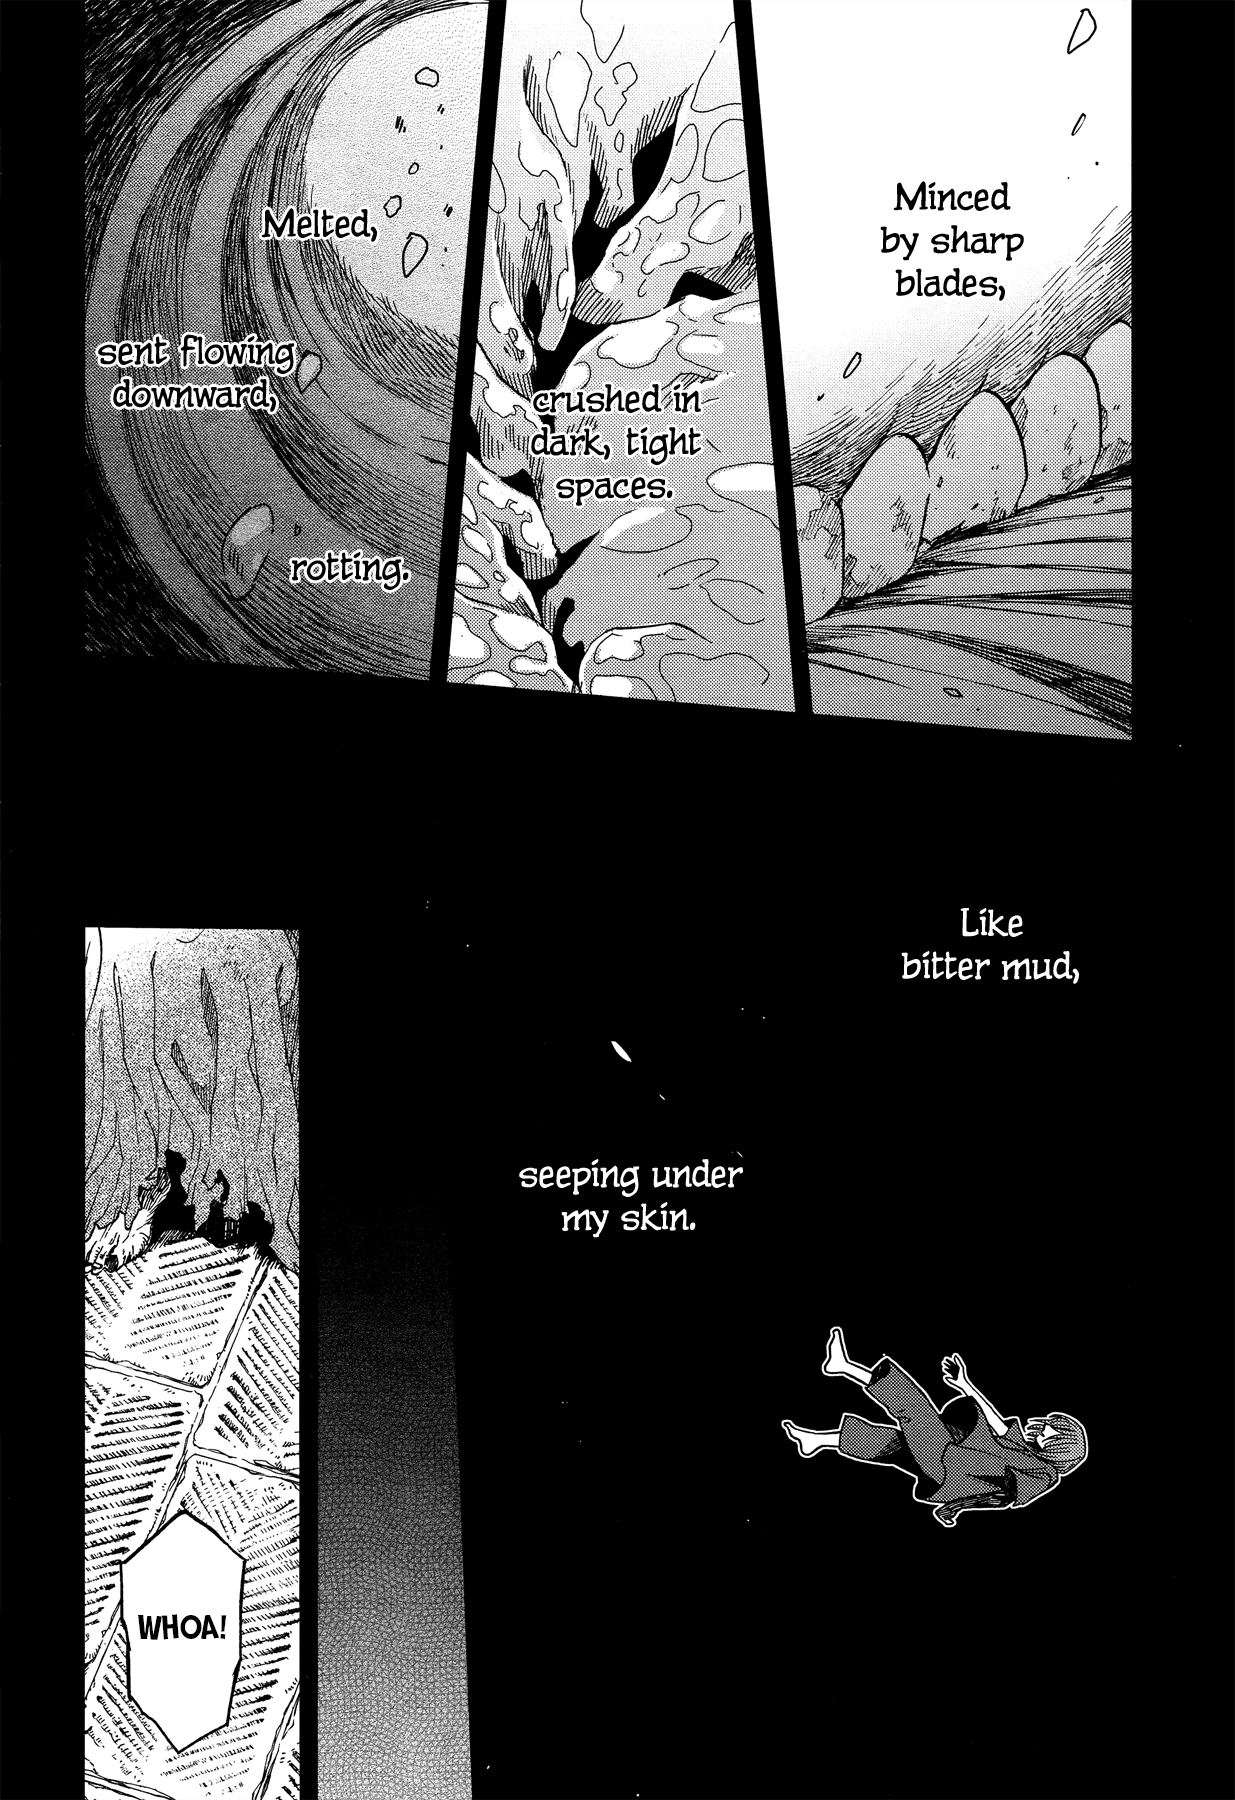 Minced
by sharp
blades,
crushed in
dark, tight
spaces.
Melted,
sent flowing
downward,
rotting.
Like
bitter mud,
seeping under
my skin.
WHOA!